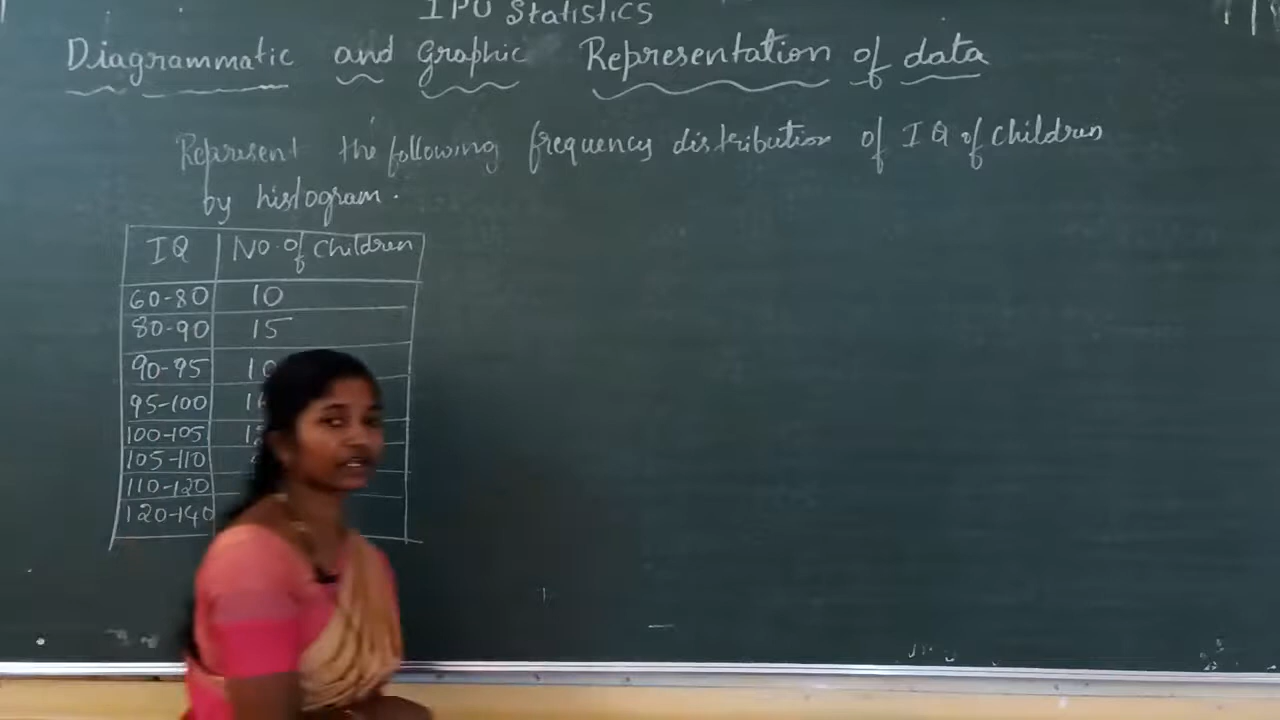 IPU Statistics
Diagrammatic and Graphic Representation of data
Represent the following frequency distribution of IQ of children
by histogram.
IQ No. of Children
60-80 10
80-90 15
90-95 10
95-100
100-105
105-110
110-120
120-140